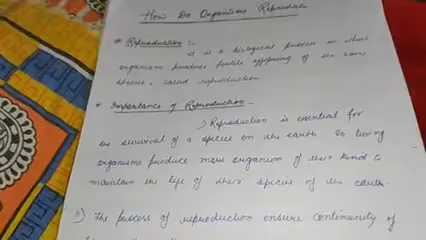 How Do Organisms Reproduce
* Reproduction :-
It is a biological process in which
organism produce fertile offspring of the same
species, called reproduction
* Importance of Reproduction -
i) Reproduction is essential for
the survival of a species on the earth So living
organisms produce more organism of their kind to
maintain the life of their species of the earth.
ii) The process of reproduction ensure continuity of